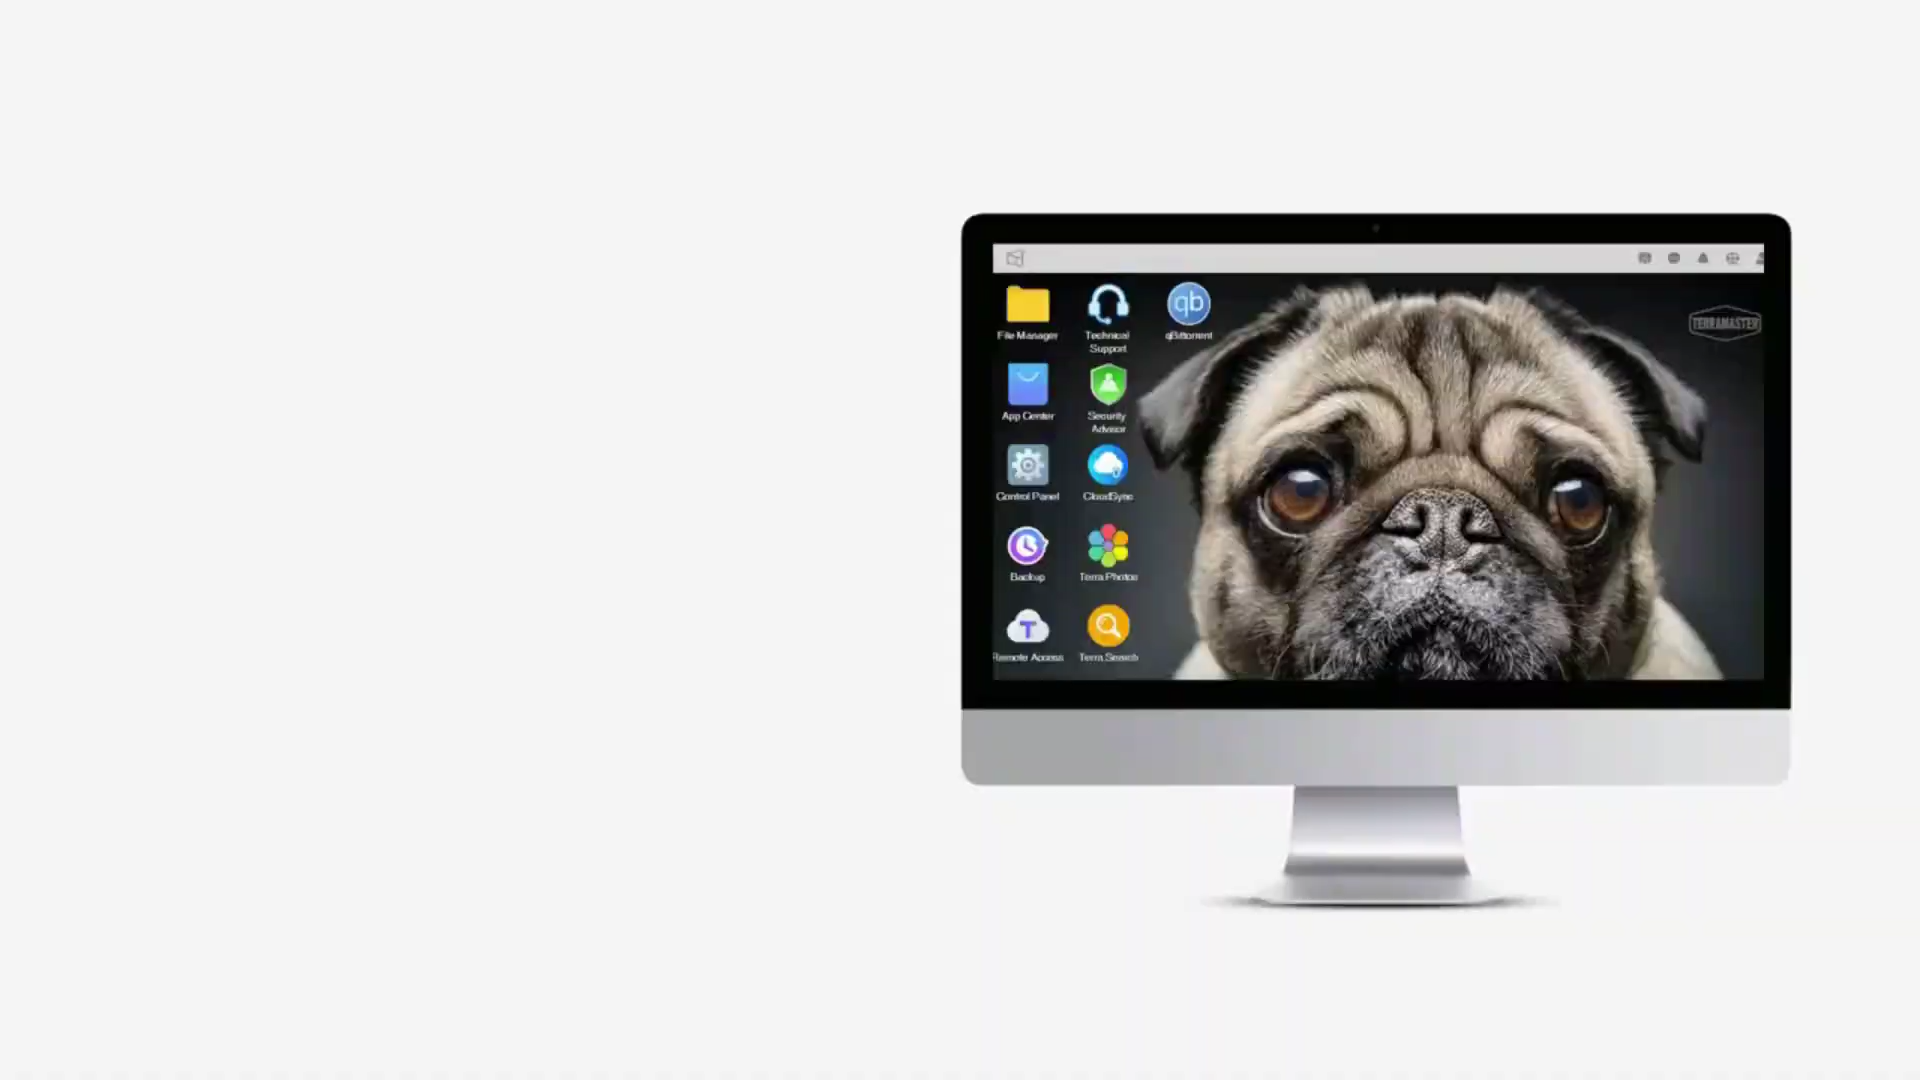 File Manager
Technical
Support
qb
qBittorrent
TERRAMASTER
App Center
Security
Advisor
Control Panel
CloudSync
Backup
Terra Photos
T
Remote Access
Terra Search